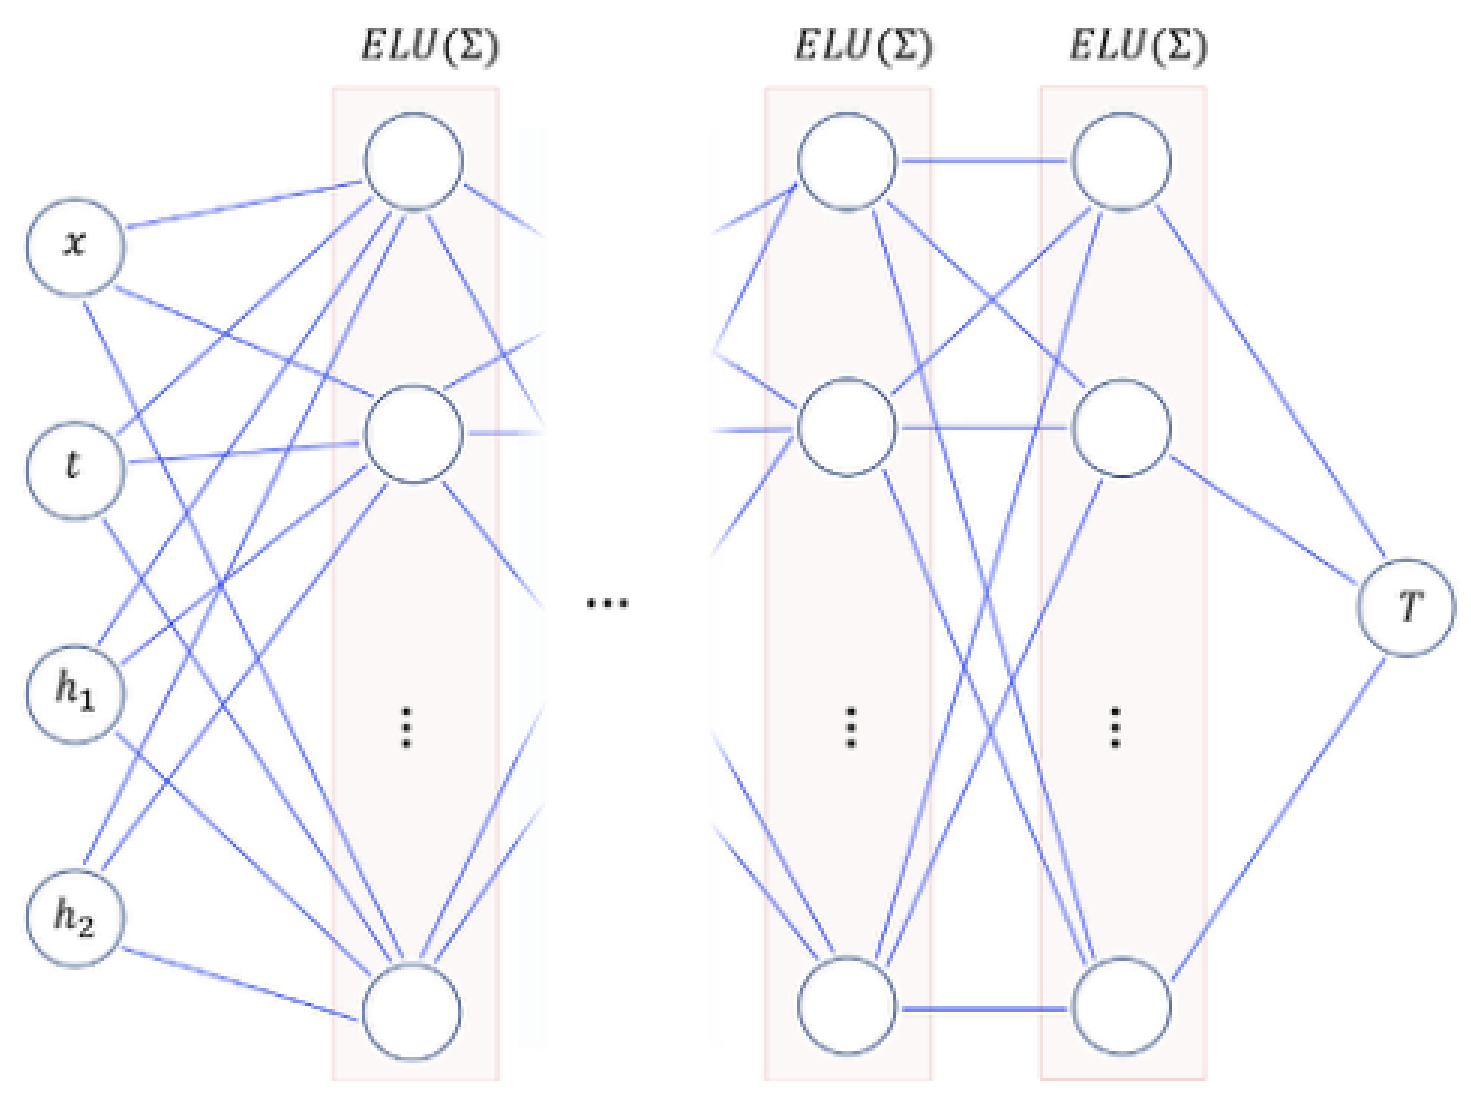 ELU(Σ) ELU(Σ) ELU(Σ)
x
t
h₁
h₂
...
⋮ ⋮ ⋮
T